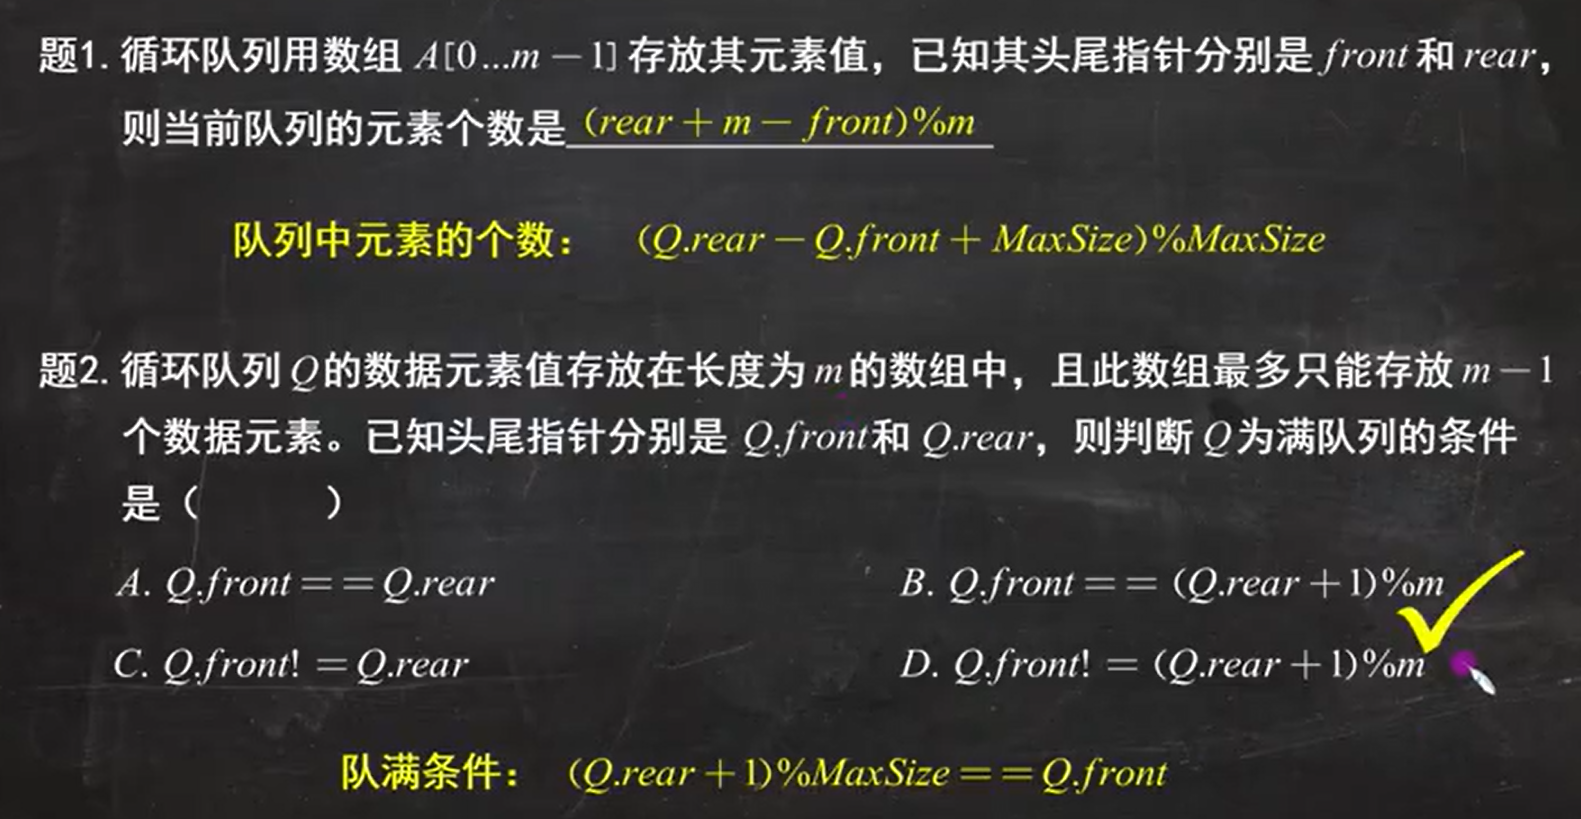 题1. 循环队列用数组 A[0...m－1] 存放其元素值，已知其头尾指针分别是 front 和 rear，
则当前队列的元素个数是 (rear＋m－ front)%m
队列中元素的个数： (Q.rear－Q.front＋MaxSize)%MaxSize
题2. 循环队列 Q 的数据元素值存放在长度为 m 的数组中，且此数组最多只能存放 m－1
个数据元素。已知头尾指针分别是 Q.front和 Q.rear，则判断 Q 为满队列的条件
是（ ）
A. Q.front＝＝Q.rear
B. Q.front＝＝(Q.rear＋1)%m
C. Q.front!＝Q.rear
D. Q.front!＝(Q.rear＋1)%m
队满条件： (Q.rear＋1)%MaxSize＝＝Q.front